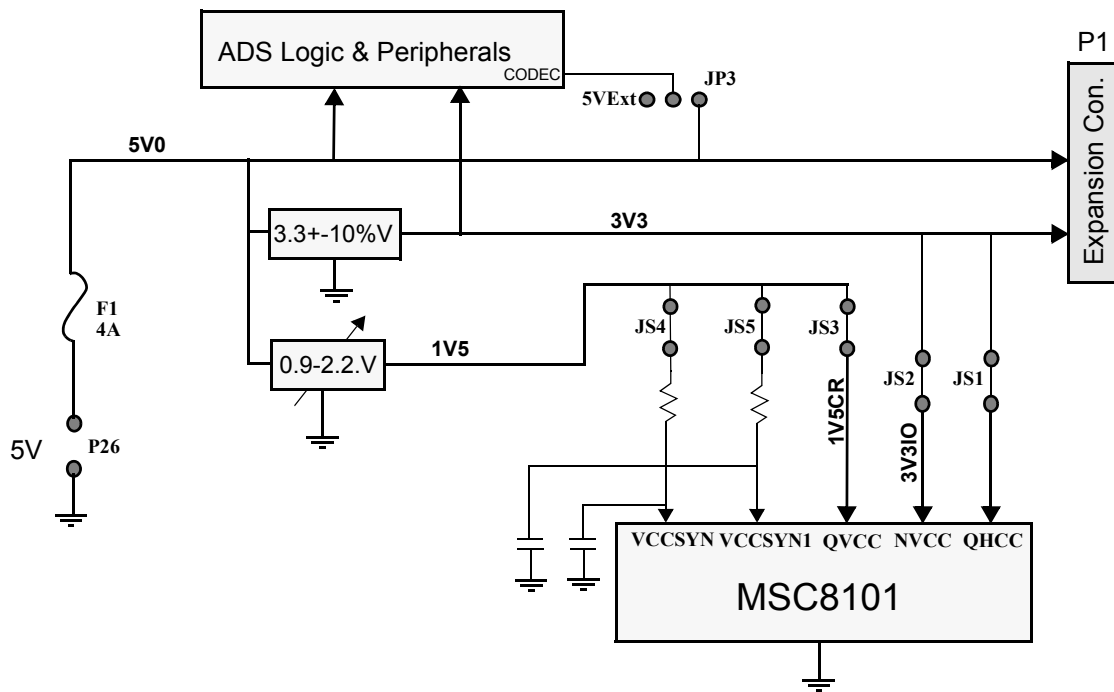 ADS Logic & Peripherals
CODEC
P1
JP3
5VExt
5V0
Expansion Con.
3.3+-10%V
3V3
F1
4A
JS4
JS5
JS3
1V5
0.9-2.2.V
JS2
JS1
1V5CR
3V3IO
5V
P26
VCCSYN
VCCSYN1
QVCC
NVCC
QHCC
MSC8101